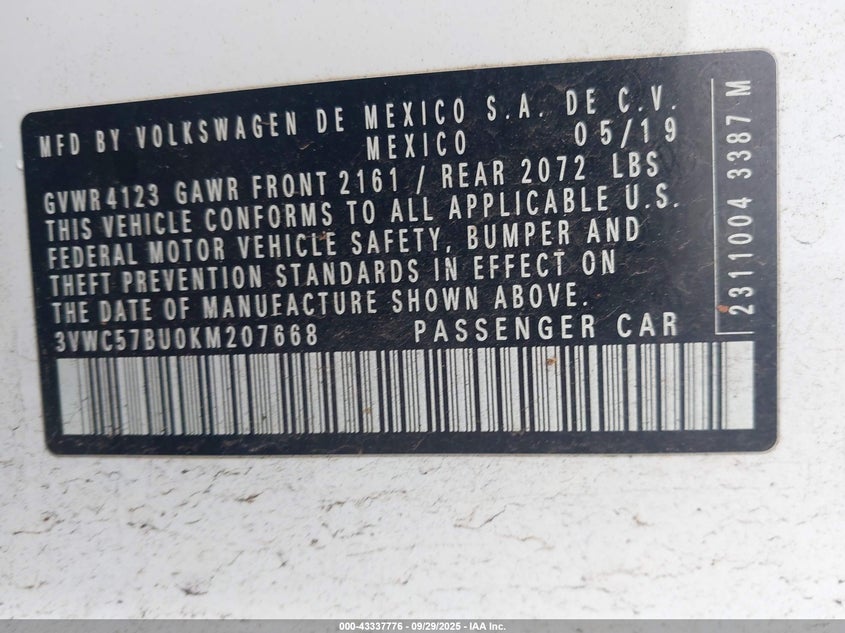 MFD BY VOLKSWAGEN DE MEXICO S.A. DE C.V.
MEXICO 05/19
GVWR4123 GAWR FRONT 2161 / REAR 2072 LBS
THIS VEHICLE CONFORMS TO ALL APPLICABLE U.S.
FEDERAL MOTOR VEHICLE SAFETY, BUMPER AND
THEFT PREVENTION STANDARDS IN EFFECT ON
THE DATE OF MANUFACTURE SHOWN ABOVE.
3VWC57BU0KM207668 PASSENGER CAR
2311004 3387 M
000-43337776 - 09/29/2025 - IAA Inc.